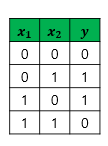 x₁ x₂ y
0 0 0
0 1 1
1 0 1
1 1 0